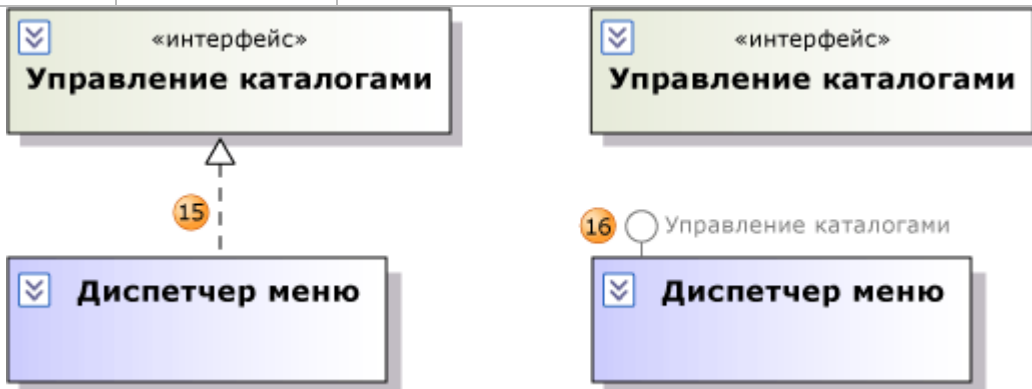 «интерфейс»
Управление каталогами
15
Диспетчер меню
«интерфейс»
Управление каталогами
16 Управление каталогами
Диспетчер меню